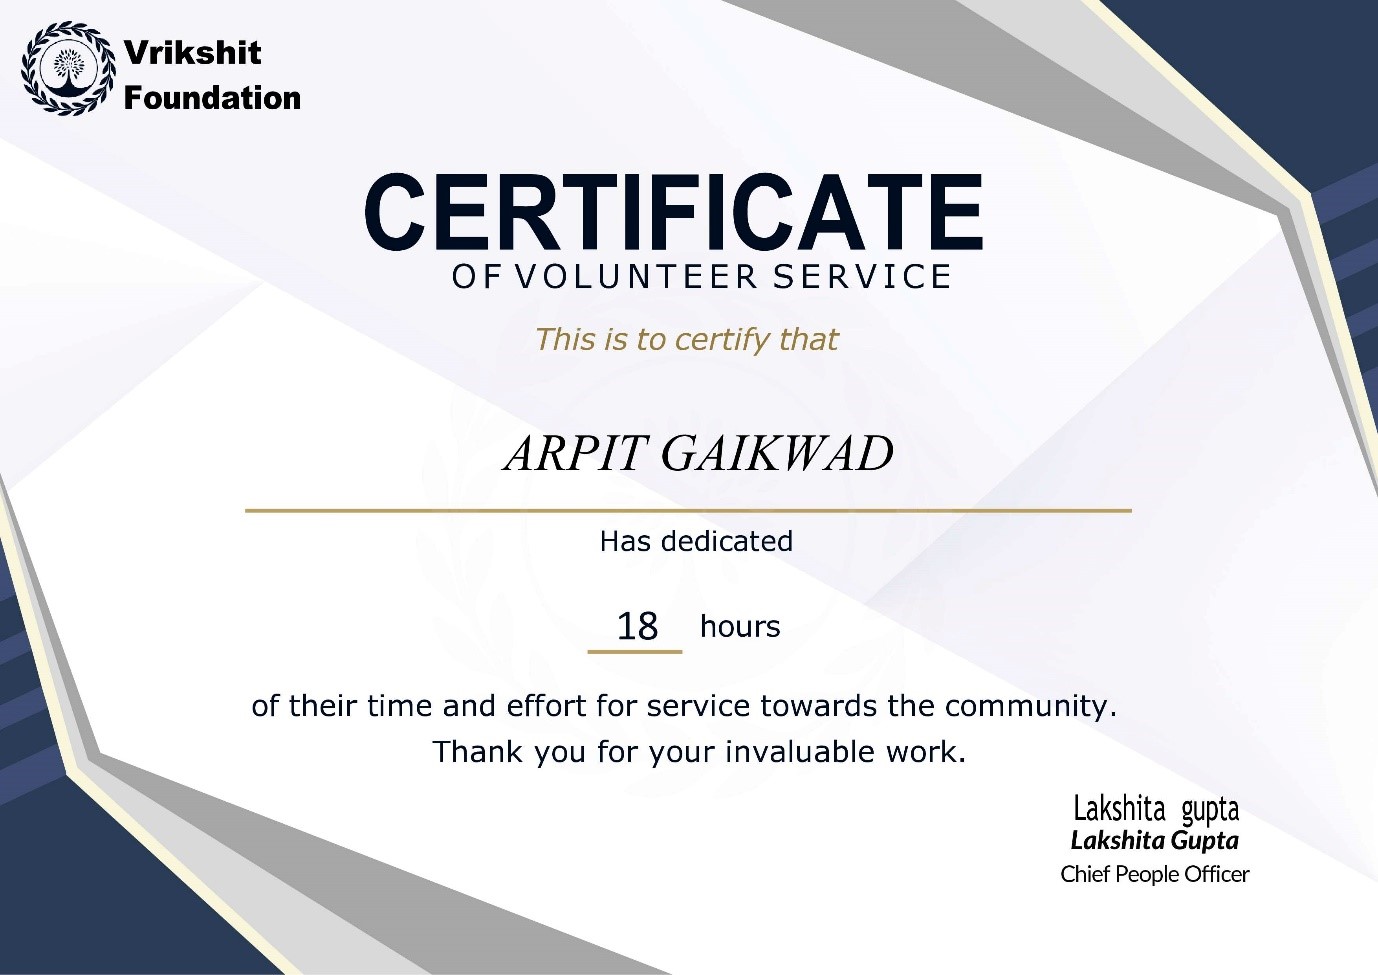 Vrikshit
Foundation
CERTIFICATE
OF VOLUNTEER SERVICE
This is to certify that
ARPIT GAIKWAD
Has dedicated
18 hours
of their time and effort for service towards the community.
Thank you for your invaluable work.
Lakshita gupta
Lakshita Gupta
Chief People Officer